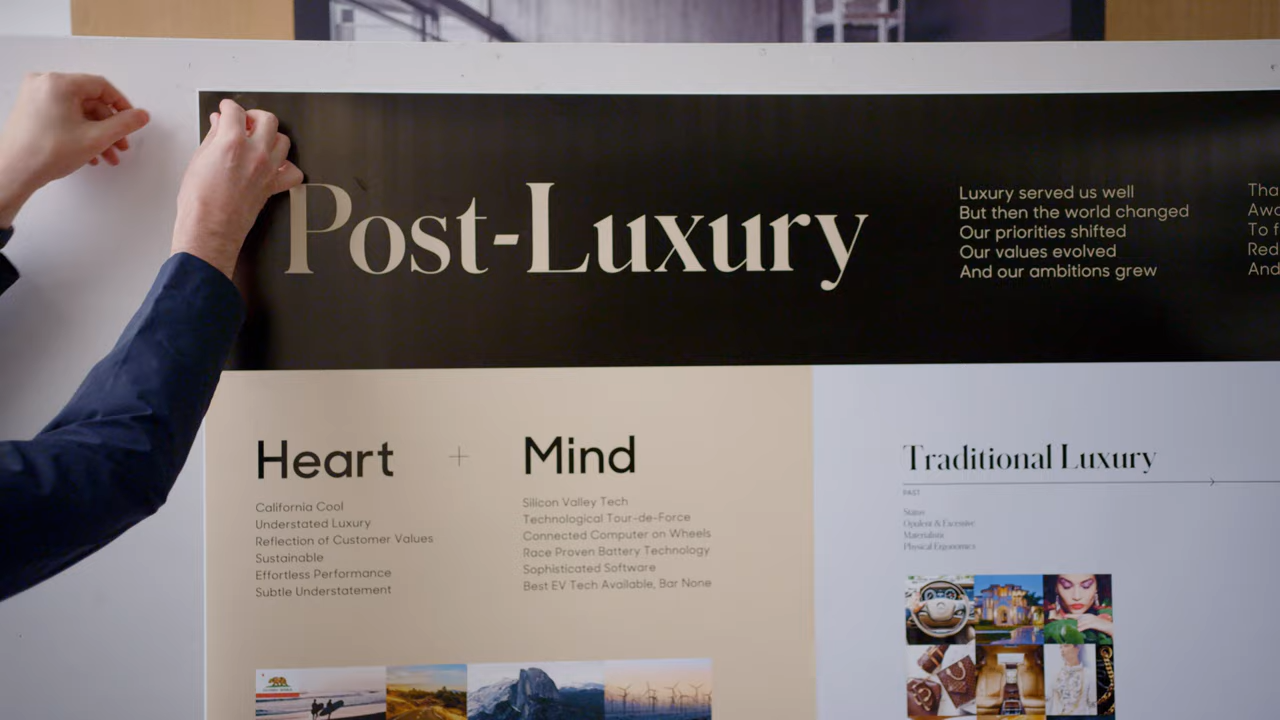 Post-Luxury
Luxury served us well
But then the world changed
Our priorities shifted
Our values evolved
And our ambitions grew
To f
Red
And
Heart + Mind
California Cool
Understated Luxury
Reflection of Customer Values
Sustainable
Effortless Performance
Subtle Understatement
Silicon Valley Tech
Technological Tour-de-Force
Connected Computer on Wheels
Race Proven Battery Technology
Sophisticated Software
Best EV Tech Available, Bar None
Traditional Luxury
PAST
Status
Opulent & Excessive
Materialistic
Physical Ergonomics